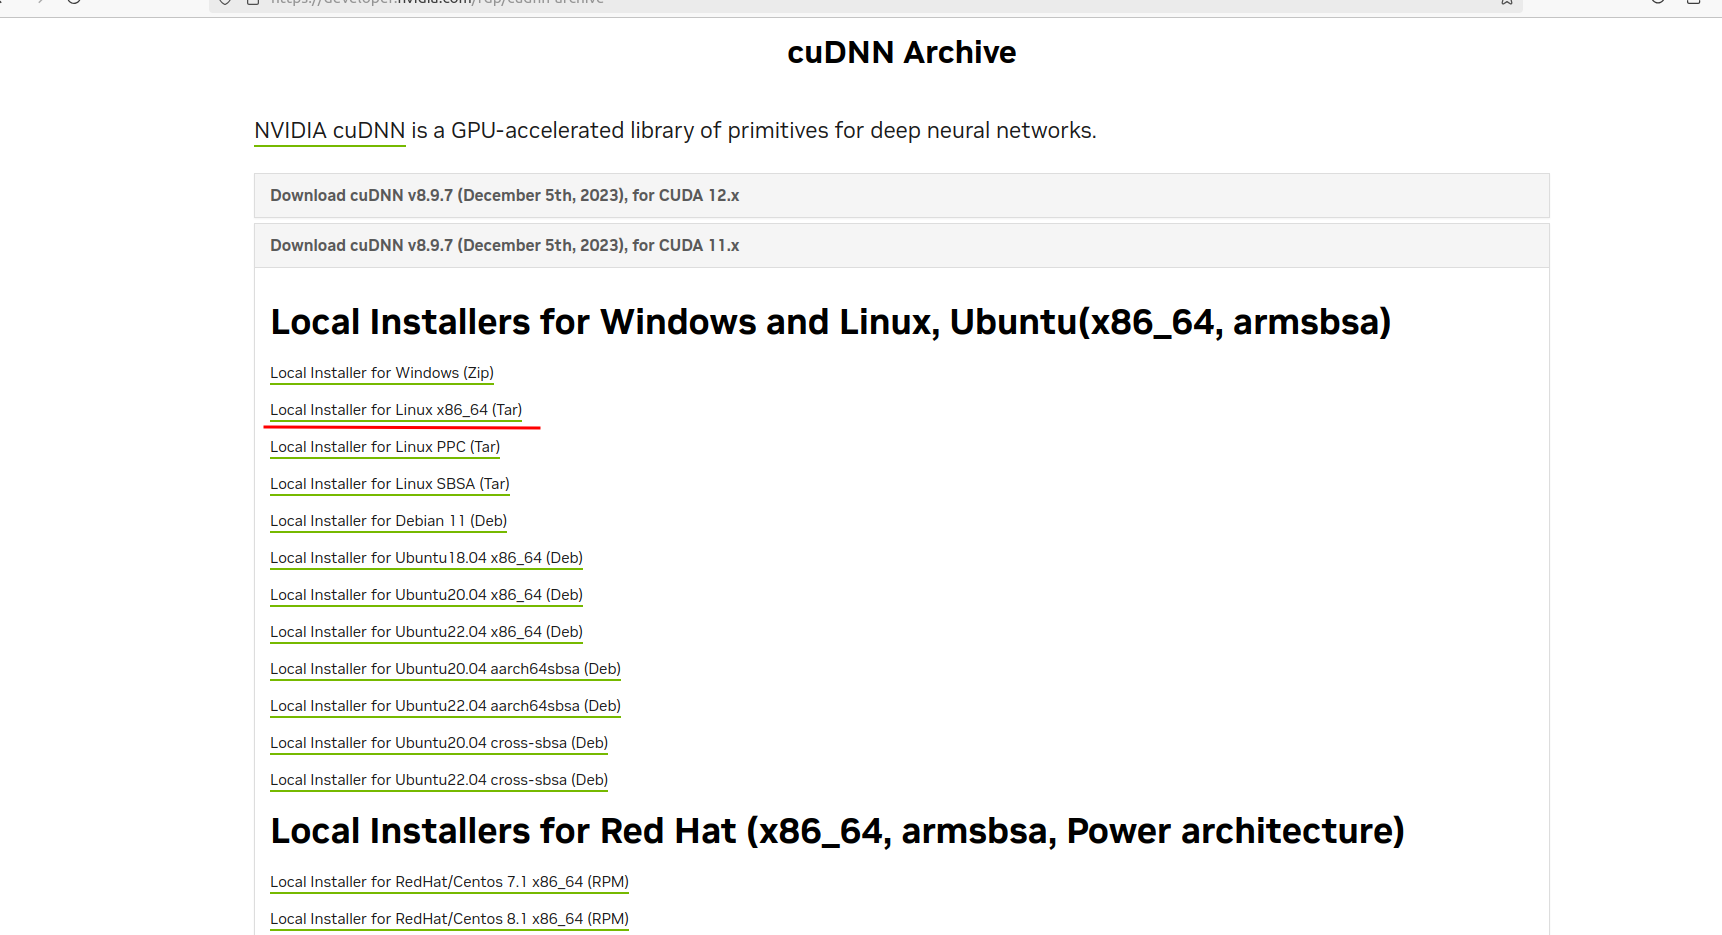 https://developer.nvidia.com/rdp/cudnn-archive
cuDNN Archive
NVIDIA cuDNN is a GPU-accelerated library of primitives for deep neural networks.
Download cuDNN v8.9.7 (December 5th, 2023), for CUDA 12.x
Download cuDNN v8.9.7 (December 5th, 2023), for CUDA 11.x
Local Installers for Windows and Linux, Ubuntu(x86_64, armsbsa)
Local Installer for Windows (Zip)
Local Installer for Linux x86_64 (Tar)
Local Installer for Linux PPC (Tar)
Local Installer for Linux SBSA (Tar)
Local Installer for Debian 11 (Deb)
Local Installer for Ubuntu18.04 x86_64 (Deb)
Local Installer for Ubuntu20.04 x86_64 (Deb)
Local Installer for Ubuntu22.04 x86_64 (Deb)
Local Installer for Ubuntu20.04 aarch64sbsa (Deb)
Local Installer for Ubuntu22.04 aarch64sbsa (Deb)
Local Installer for Ubuntu20.04 cross-sbsa (Deb)
Local Installer for Ubuntu22.04 cross-sbsa (Deb)
Local Installers for Red Hat (x86_64, armsbsa, Power architecture)
Local Installer for RedHat/Centos 7.1 x86_64 (RPM)
Local Installer for RedHat/Centos 8.1 x86_64 (RPM)